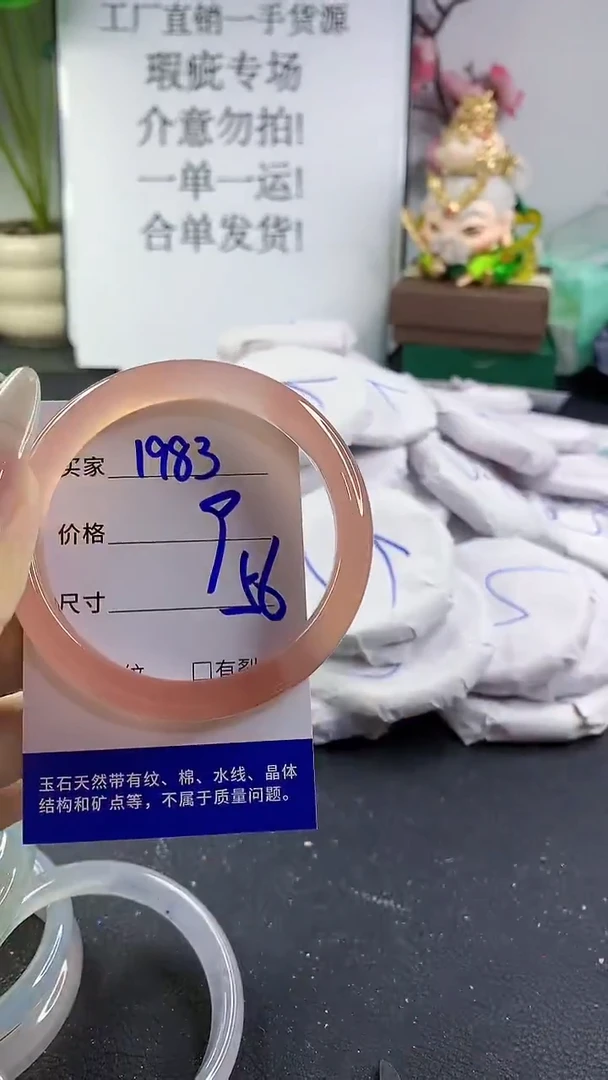 工厂直销一手货源
瑕疵专场
介意勿拍!
一单一运!
合单发货!
买家 1983
价格
尺寸 56
纹 □有裂
玉石天然带有纹、棉、水线、晶体
结构和矿点等，不属于质量问题。